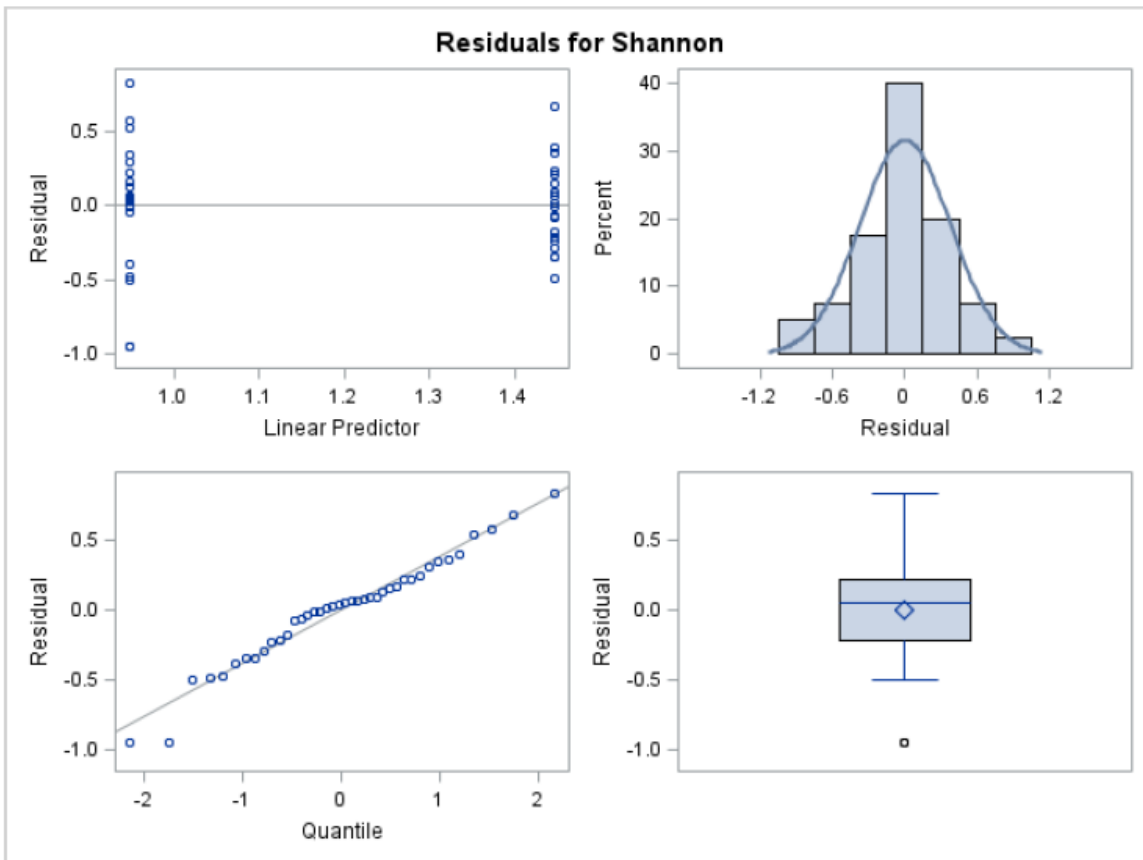 Residuals for Shannon
Residual
0.5
0.0
-0.5
-1.0
1.0 1.1 1.2 1.3 1.4
Linear Predictor
Percent
40
30
20
10
0
-1.2 -0.6 0 0.6 1.2
Residual
Residual
0.5
0.0
-0.5
-1.0
-2 -1 0 1 2
Quantile
Residual
0.5
0.0
-0.5
-1.0